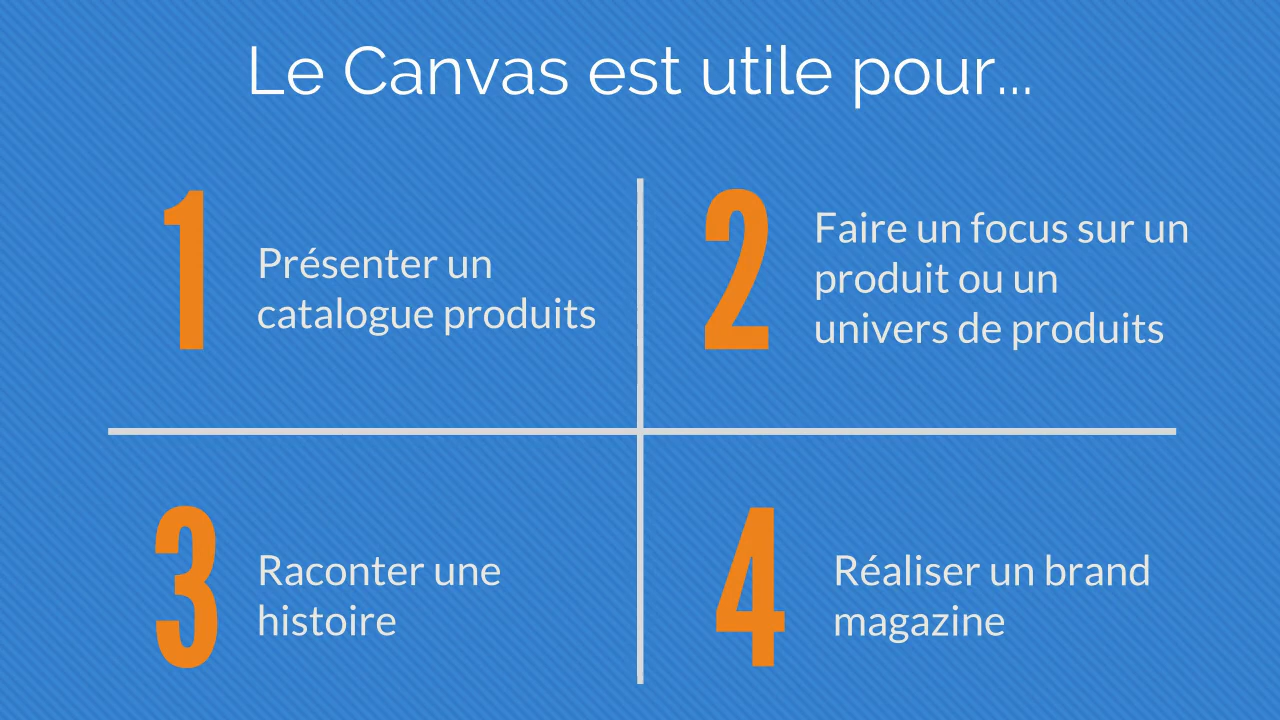 Le Canvas est utile pour...
1
Présenter un
catalogue produits
2
Faire un focus sur un
produit ou un
univers de produits
3
Raconter une
histoire
4
Réaliser un brand
magazine